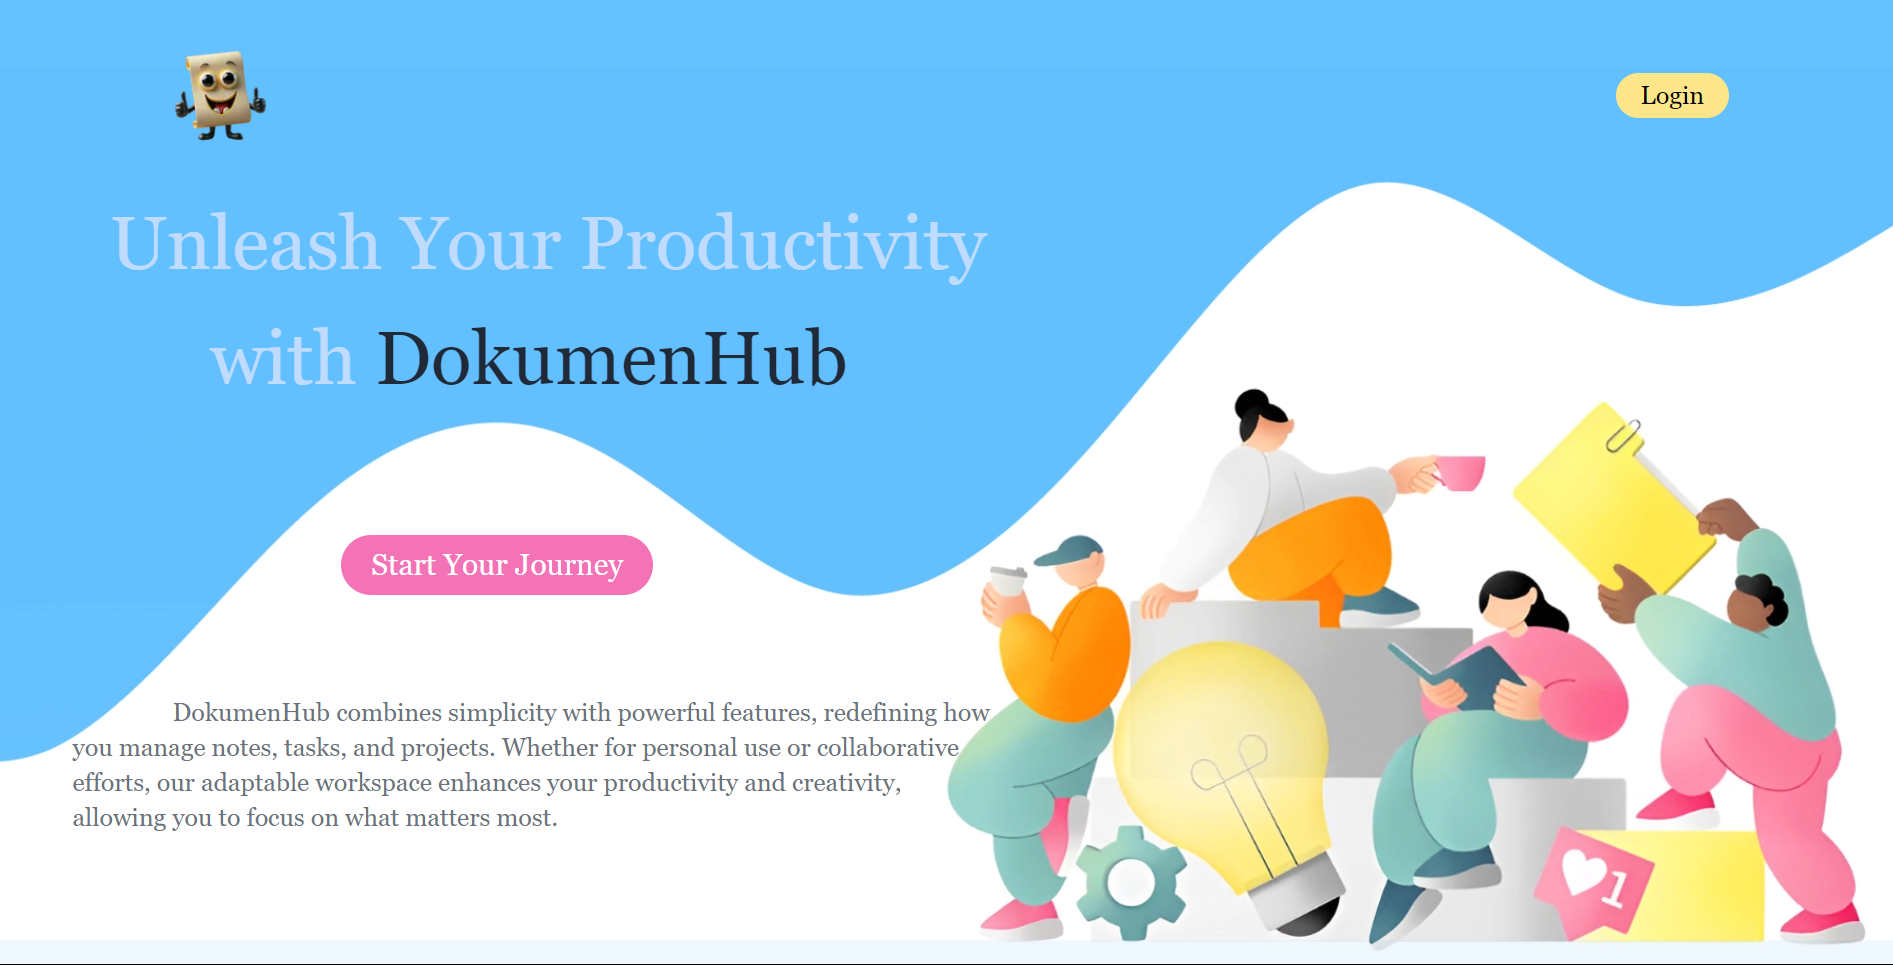 Login
Unleash Your Productivity
with DokumenHub
Start Your Journey
DokumenHub combines simplicity with powerful features, redefining how
you manage notes, tasks, and projects. Whether for personal use or collaborative
efforts, our adaptable workspace enhances your productivity and creativity,
allowing you to focus on what matters most.
1